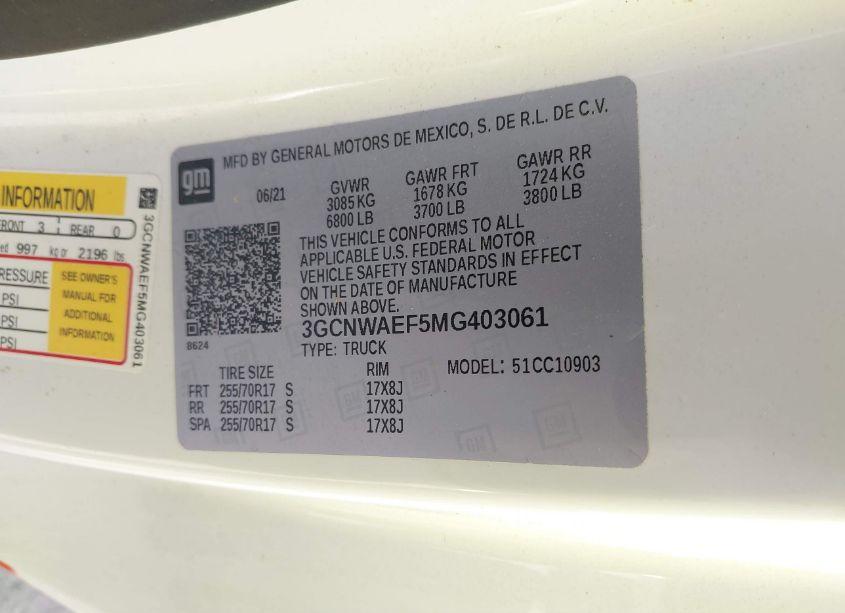 INFORMATION
FRONT 3 REAR 0
997 kg or 2196 lbs
PRESSURE
PSI
PSI
PSI
SEE OWNER'S
MANUAL FOR
ADDITIONAL
INFORMATION
3GCNWAEF5MG403061
gm
MFD BY GENERAL MOTORS DE MEXICO, S. DE R.L. DE C.V.
06/21
GVWR
3085 KG
6800 LB
GAWR FRT
1678 KG
3700 LB
GAWR RR
1724 KG
3800 LB
THIS VEHICLE CONFORMS TO ALL
APPLICABLE U.S. FEDERAL MOTOR
VEHICLE SAFETY STANDARDS IN EFFECT
ON THE DATE OF MANUFACTURE
SHOWN ABOVE.
8624
3GCNWAEF5MG403061
TYPE: TRUCK
MODEL: 51CC10903
TIRE SIZE RIM
FRT 255/70R17 S 17X8J
RR 255/70R17 S 17X8J
SPA 255/70R17 S 17X8J
GM
GM